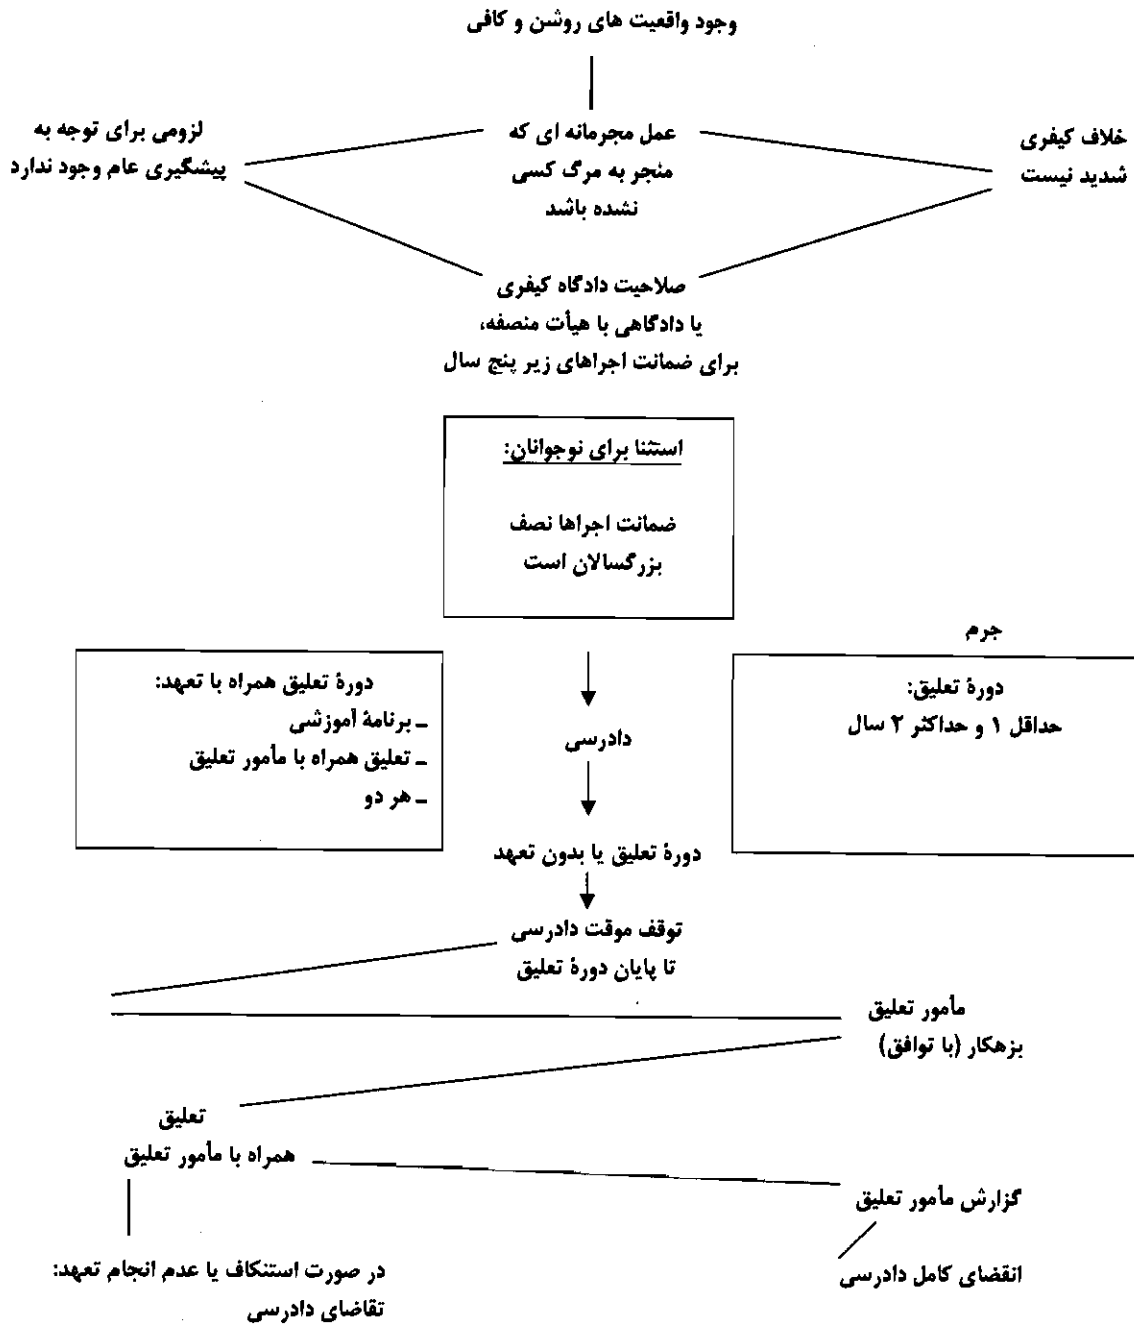 وجود واقعیت های روشن و کافی
خلاف کیفری
شدید نیست
عمل مجرمانه ای که
منجر به مرگ کسی
نشده باشد
لزومی برای توجه به
پیشگیری عام وجود ندارد
صلاحیت دادگاه کیفری
یا دادگاهی با هیأت منصفه،
برای ضمانت اجراهای زیر پنج سال
استثنا برای نوجوانان:
ضمانت اجراها نصف
بزرگسالان است
جرم
دورۀ تعلیق:
حداقل ۱ و حداکثر ۲ سال
دادرسی
دورۀ تعلیق همراه با تعهد:
ـ برنامۀ آموزشی
ـ تعلیق همراه با مأمور تعلیق
ـ هر دو
دورۀ تعلیق یا بدون تعهد
توقف موقت دادرسی
تا پایان دورۀ تعلیق
مأمور تعلیق
بزهکار (با توافق)
تعلیق
همراه با مأمور تعلیق
گزارش مأمور تعلیق
انقضای کامل دادرسی
در صورت استنکاف یا عدم انجام تعهد:
تقاضای دادرسی